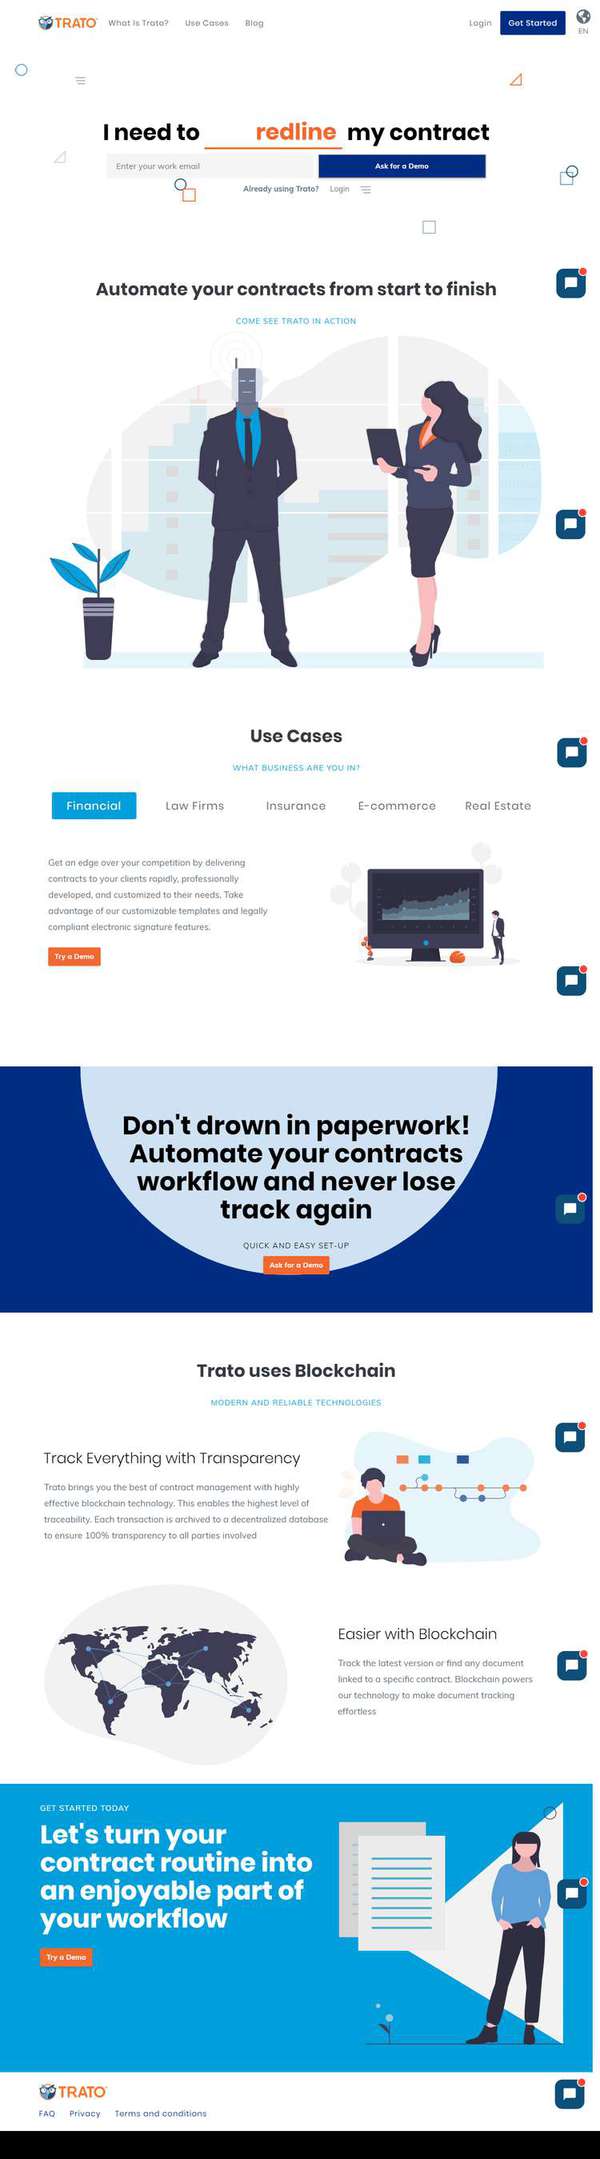 TRATO
What Is Trato? Use Cases Blog
Login Get Started EN
I need to redline my contract
Enter your work email Ask for a Demo
Already using Trato? Login
Automate your contracts from start to finish
COME SEE TRATO IN ACTION
Use Cases
WHAT BUSINESS ARE YOU IN?
Financial Law Firms Insurance E-commerce Real Estate
Get an edge over your competition by delivering
contracts to your clients rapidly, professionally
developed, and customized to their needs. Take
advantage of our customizable templates and legally
compliant electronic signature features.
Try a Demo
Don't drown in paperwork!
Automate your contracts
workflow and never lose
track again
QUICK AND EASY SET-UP
Ask for a Demo
Trato uses Blockchain
MODERN AND RELIABLE TECHNOLOGIES
Track Everything with Transparency
Trato brings you the best of contract management with highly
effective blockchain technology. This enables the highest level of
traceability. Each transaction is archived to a decentralized database
to ensure 100% transparency to all parties involved
Easier with Blockchain
Track the latest version or find any document
linked to a specific contract. Blockchain powers
our technology to make document tracking
effortless
GET STARTED TODAY
Let's turn your
contract routine into
an enjoyable part of
your workflow
Try a Demo
TRATO
FAQ Privacy Terms and conditions